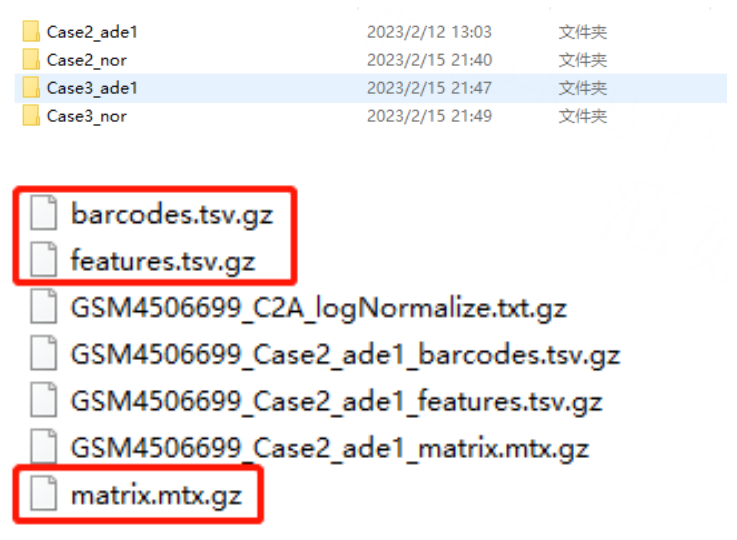 Case2_ade1 2023/2/12 13:03 文件夹
Case2_nor 2023/2/15 21:40 文件夹
Case3_ade1 2023/2/15 21:47 文件夹
Case3_nor 2023/2/15 21:49 文件夹
barcodes.tsv.gz
features.tsv.gz
GSM4506699_C2A_logNormalize.txt.gz
GSM4506699_Case2_ade1_barcodes.tsv.gz
GSM4506699_Case2_ade1_features.tsv.gz
GSM4506699_Case2_ade1_matrix.mtx.gz
matrix.mtx.gz